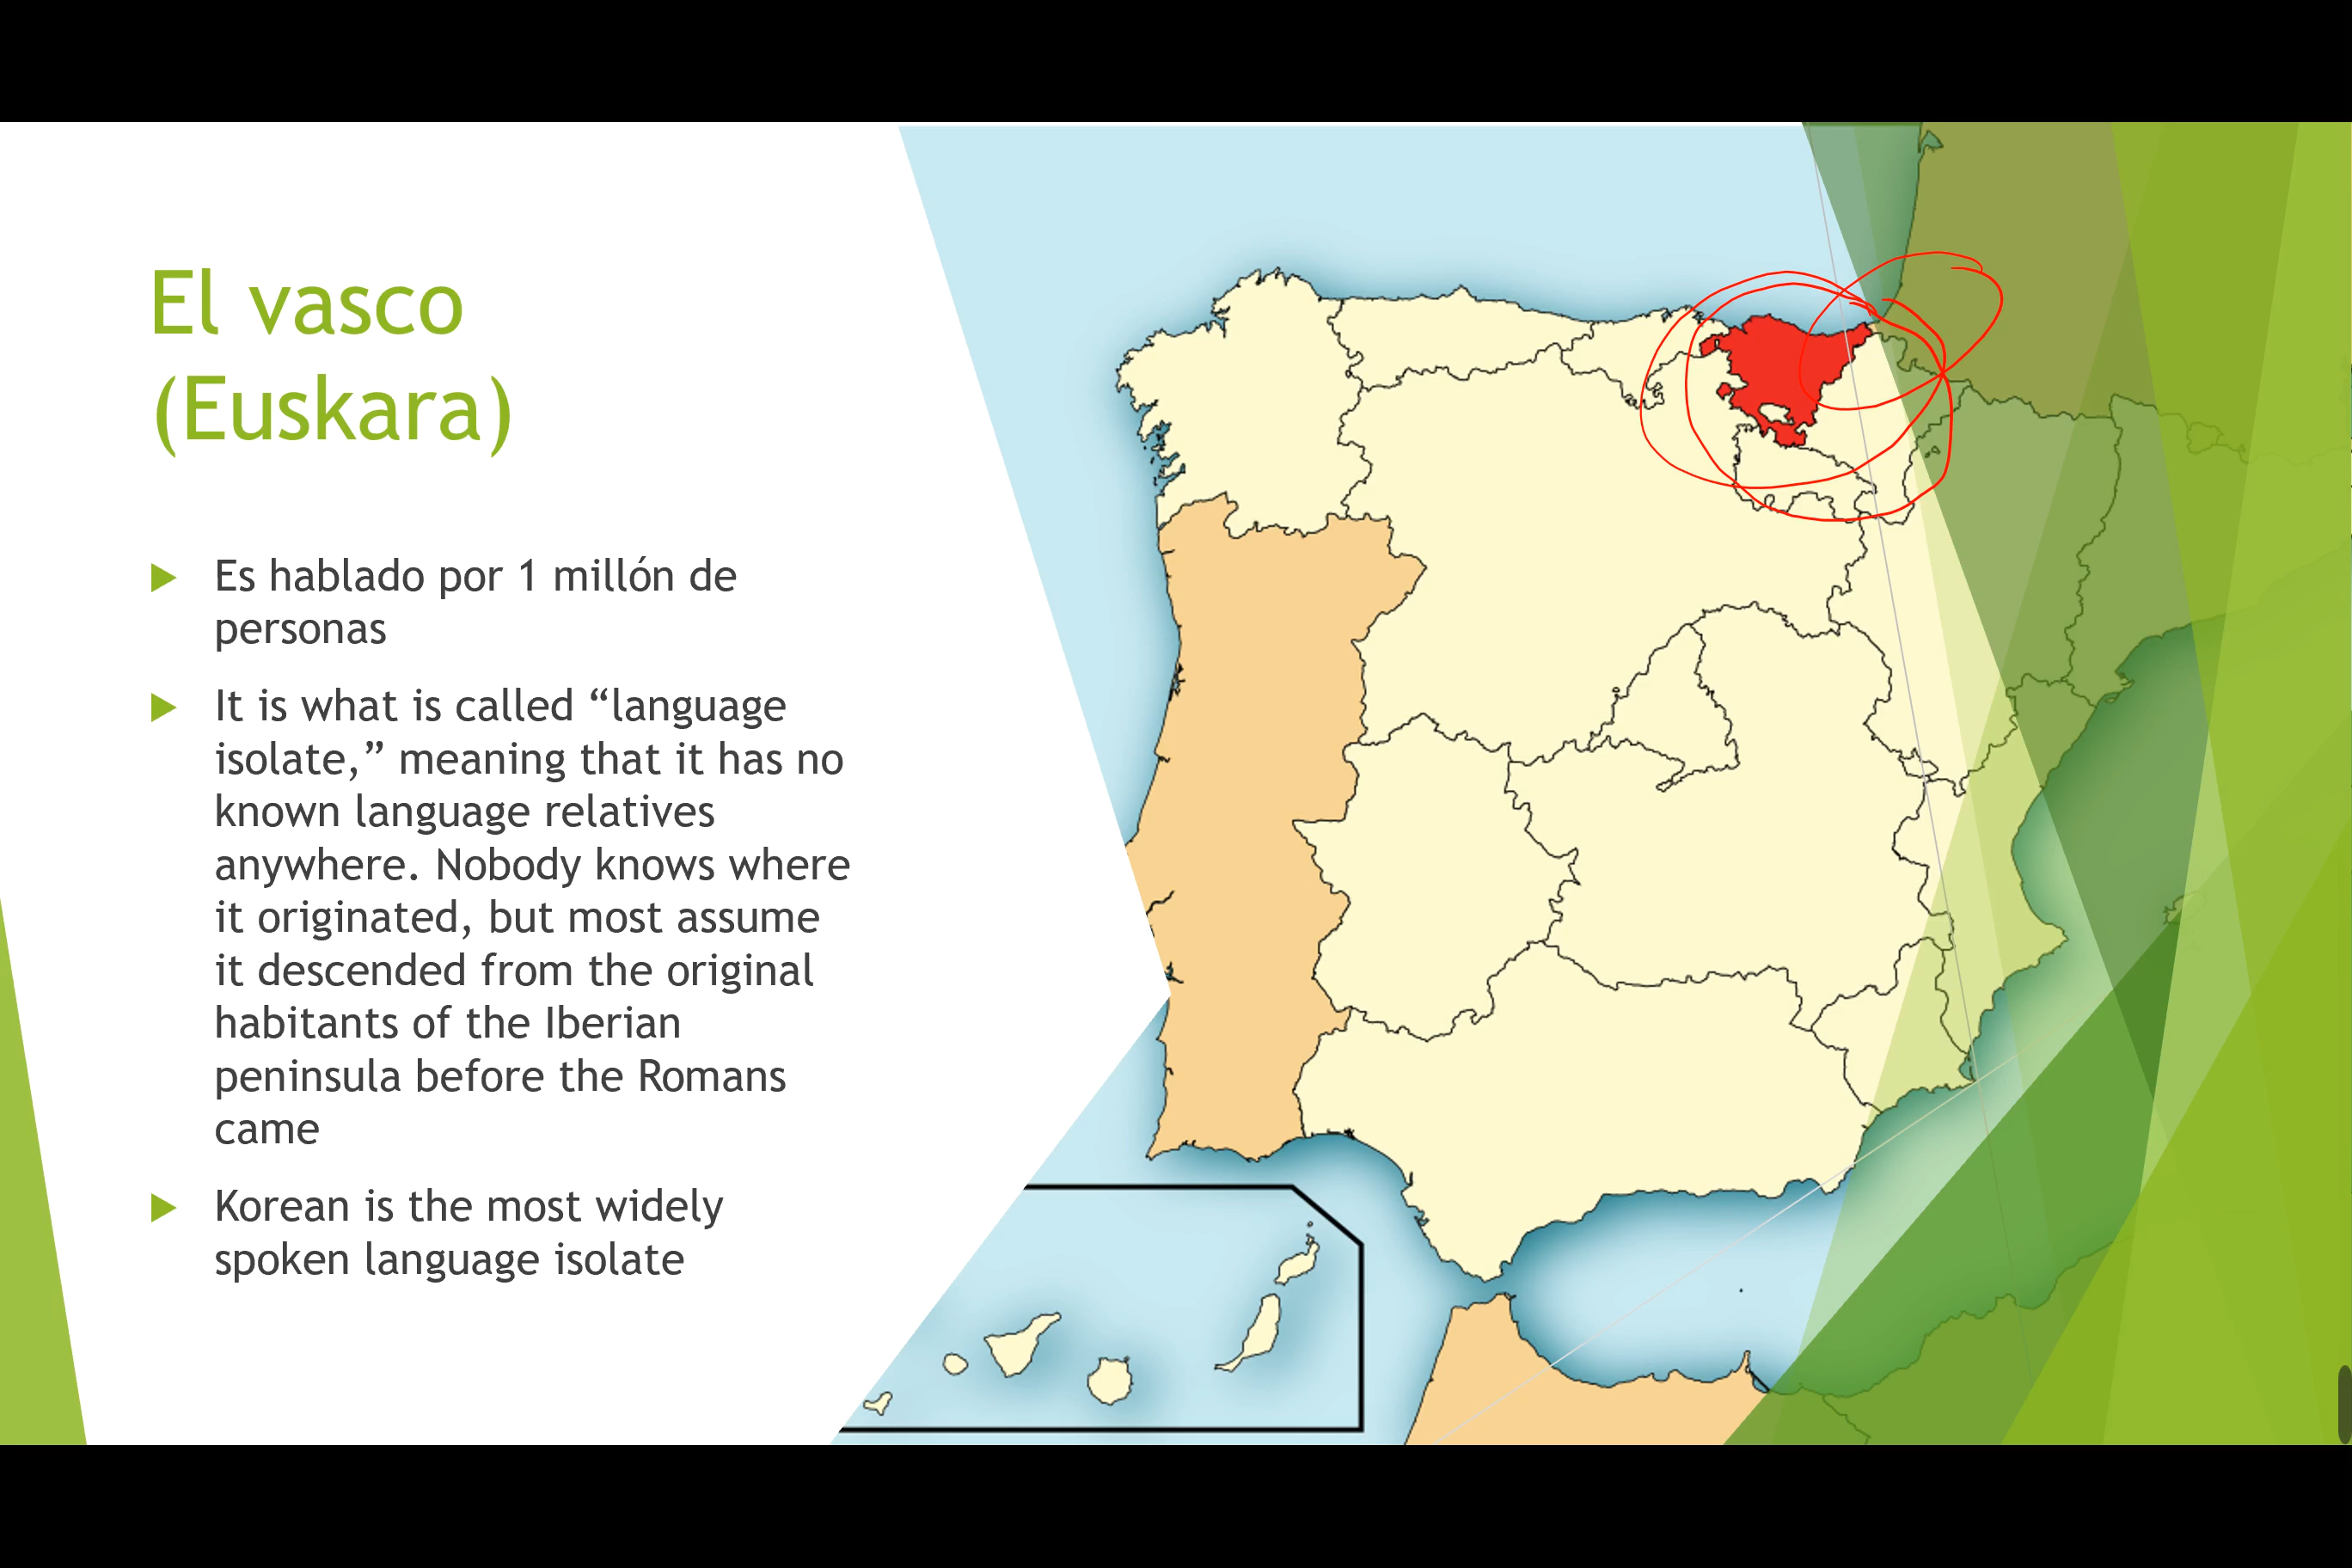 El vasco
(Euskara)
Es hablado por 1 millón de
personas
It is what is called “language
isolate,” meaning that it has no
known language relatives
anywhere. Nobody knows where
it originated, but most assume
it descended from the original
habitants of the Iberian
peninsula before the Romans
came
Korean is the most widely
spoken language isolate